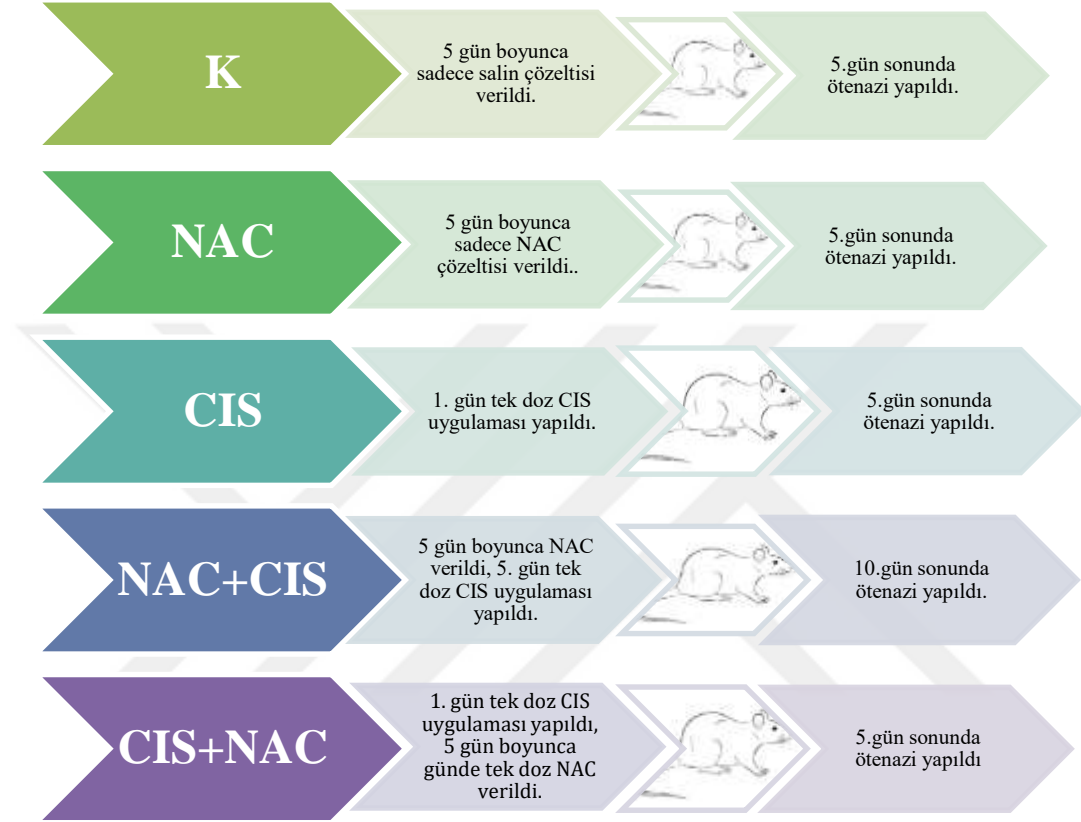 K
5 gün boyunca
sadece salin çözeltisi
verildi.
5.gün sonunda
ötenazi yapıldı.
NAC
5 gün boyunca
sadece NAC
çözeltisi verildi..
5.gün sonunda
ötenazi yapıldı.
CIS
1. gün tek doz CIS
uygulaması yapıldı.
5.gün sonunda
ötenazi yapıldı.
NAC+CIS
5 gün boyunca NAC
verildi, 5. gün tek
doz CIS uygulaması
yapıldı.
10.gün sonunda
ötenazi yapıldı.
CIS+NAC
1. gün tek doz CIS
uygulaması yapıldı,
5 gün boyunca
günde tek doz NAC
verildi.
5.gün sonunda
ötenazi yapıldı